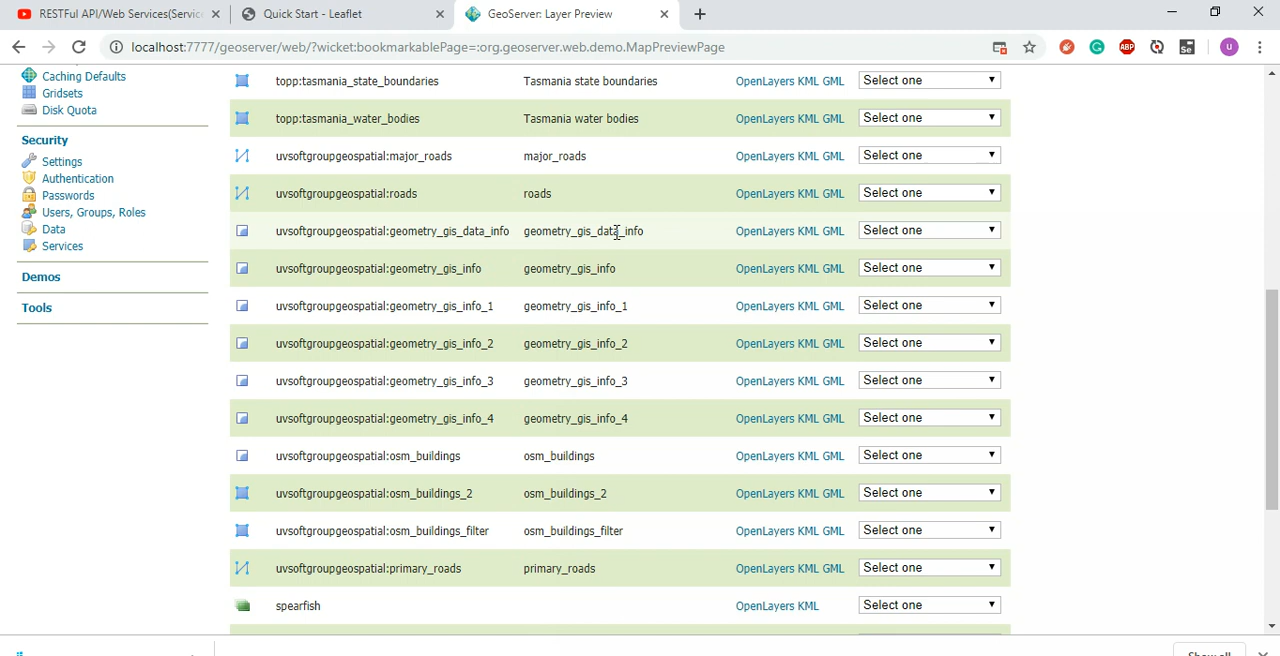 RESTFul API/Web Services(Servic
Quick Start - Leaflet
GeoServer: Layer Preview
localhost:7777/geoserver/web/?wicket:bookmarkablePage=:org.geoserver.web.demo.MapPreviewPage
ABP
Se
U
Caching Defaults
Gridsets
Disk Quota
Security
Settings
Authentication
Passwords
Users, Groups, Roles
Data
Services
Demos
Tools
topp:tasmania_state_boundaries Tasmania state boundaries OpenLayers KML GML Select one
topp:tasmania_water_bodies Tasmania water bodies OpenLayers KML GML Select one
uvsoftgroupgeospatial:major_roads major_roads OpenLayers KML GML Select one
uvsoftgroupgeospatial:roads roads OpenLayers KML GML Select one
uvsoftgroupgeospatial:geometry_gis_data_info geometry_gis_data_info OpenLayers KML GML Select one
uvsoftgroupgeospatial:geometry_gis_info geometry_gis_info OpenLayers KML GML Select one
uvsoftgroupgeospatial:geometry_gis_info_1 geometry_gis_info_1 OpenLayers KML GML Select one
uvsoftgroupgeospatial:geometry_gis_info_2 geometry_gis_info_2 OpenLayers KML GML Select one
uvsoftgroupgeospatial:geometry_gis_info_3 geometry_gis_info_3 OpenLayers KML GML Select one
uvsoftgroupgeospatial:geometry_gis_info_4 geometry_gis_info_4 OpenLayers KML GML Select one
uvsoftgroupgeospatial:osm_buildings osm_buildings OpenLayers KML GML Select one
uvsoftgroupgeospatial:osm_buildings_2 osm_buildings_2 OpenLayers KML GML Select one
uvsoftgroupgeospatial:osm_buildings_filter osm_buildings_filter OpenLayers KML GML Select one
uvsoftgroupgeospatial:primary_roads primary_roads OpenLayers KML GML Select one
spearfish OpenLayers KML Select one
Show all